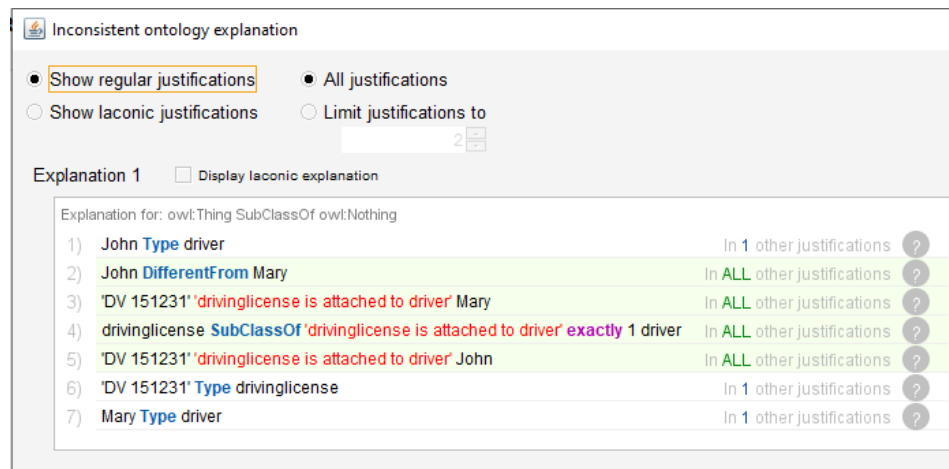 Inconsistent ontology explanation
Show regular justifications All justifications
Show laconic justifications Limit justifications to
2
Explanation 1 Display laconic explanation
Explanation for: owl:Thing SubClassOf owl:Nothing
1) John Type driver In 1 other justifications ?
2) John DifferentFrom Mary In ALL other justifications ?
3) 'DV 151231' 'drivinglicense is attached to driver' Mary In ALL other justifications ?
4) drivinglicense SubClassOf 'drivinglicense is attached to driver' exactly 1 driver In ALL other justifications ?
5) 'DV 151231' 'drivinglicense is attached to driver' John In ALL other justifications ?
6) 'DV 151231' Type drivinglicense In 1 other justifications ?
7) Mary Type driver In 1 other justifications ?